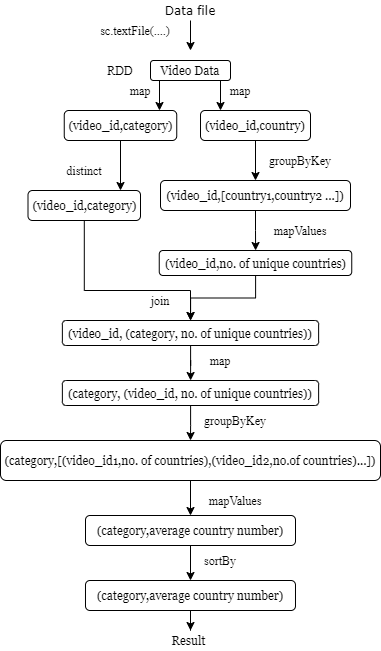 Data file
sc.textFile(....)
RDD
Video Data
map
map
(video_id,category)
(video_id,country)
groupByKey
distinct
(video_id,[country1,country2 ...])
(video_id,category)
mapValues
(video_id,no. of unique countries)
join
(video_id, (category, no. of unique countries))
map
(category, (video_id, no. of unique countries))
groupByKey
(category,[(video_id1,no. of countries),(video_id2,no.of countries)...])
mapValues
(category,average country number)
sortBy
(category,average country number)
Result